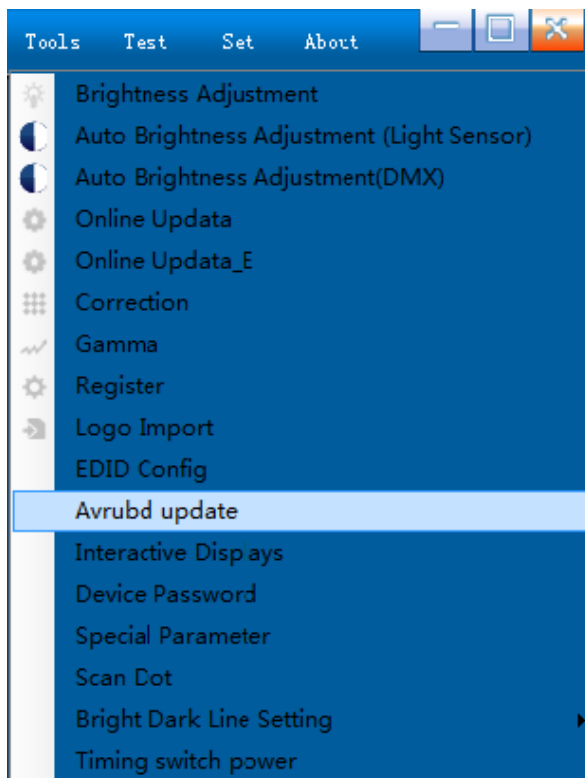 Tools Test Set About
Brightness Adjustment
Auto Brightness Adjustment (Light Sensor)
Auto Brightness Adjustment(DMX)
Online Updata
Online Updata_E
Correction
Gamma
Register
Logo Import
EDID Config
Avrubd update
Interactive Displays
Device Password
Special Parameter
Scan Dot
Bright Dark Line Setting
Timing switch power